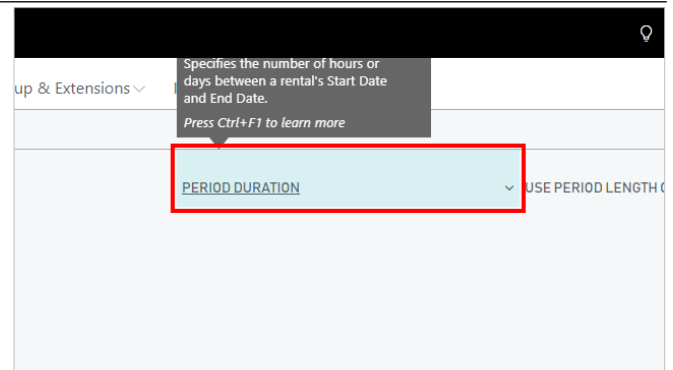 Specifies the number of hours or
days between a rental's Start Date
and End Date.
Press Ctrl+F1 to learn more
up & Extensions
PERIOD DURATION
USE PERIOD LENGTH